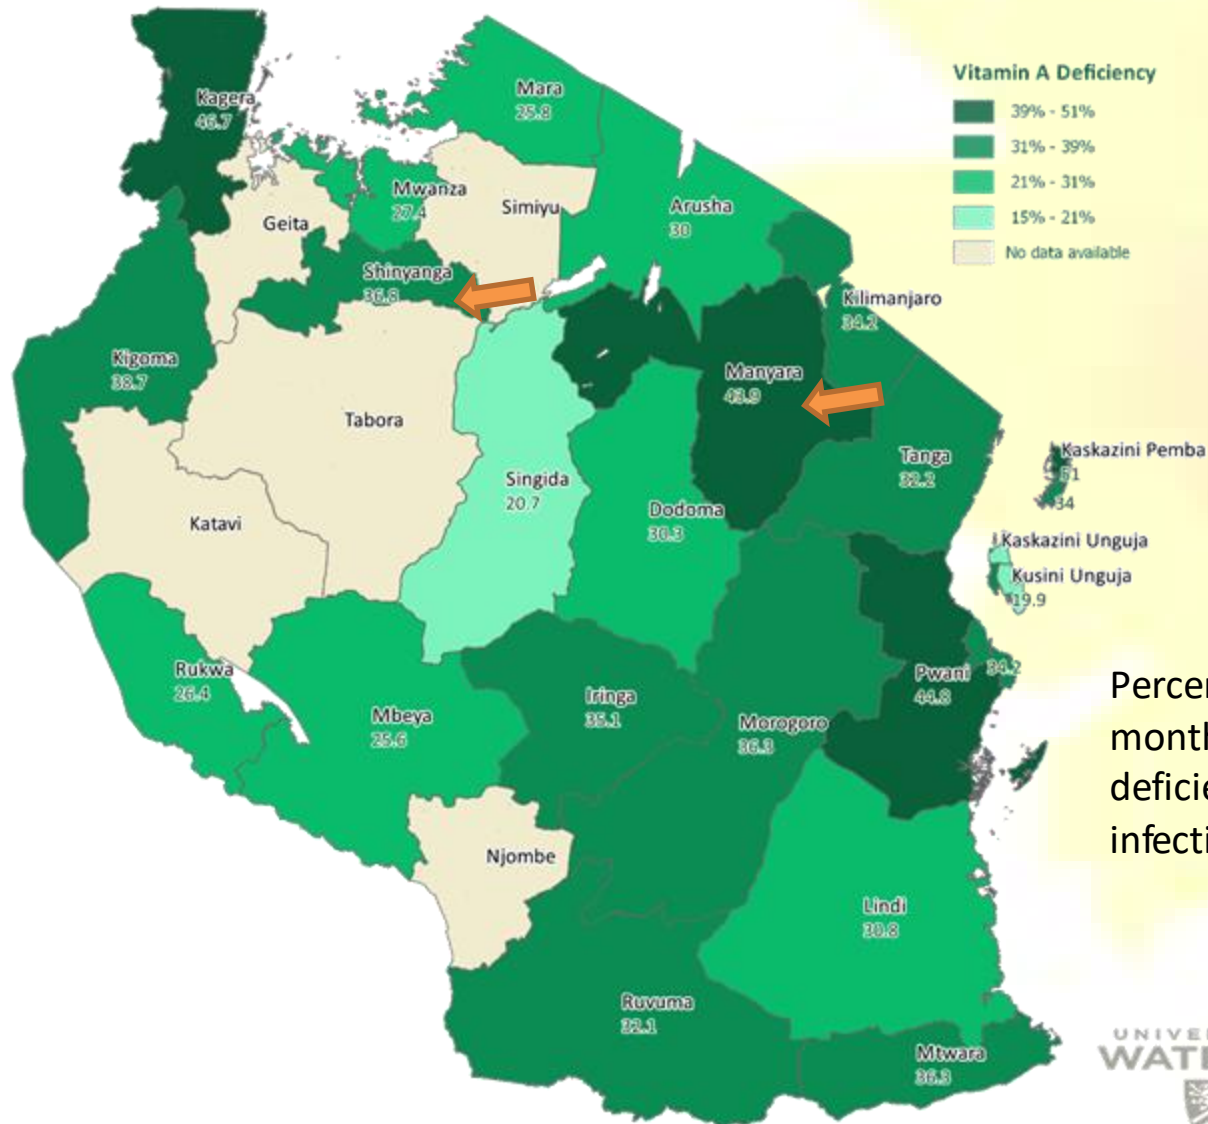 Vitamin A Deficiency
39% - 51%
31% - 39%
21% - 31%
15% - 21%
No data available
Kagera
46.7
Mara
25.8
Mwanza
27.4
Simiyu
Geita
Arusha
30
Shinyanga
36.8
Kilimanjaro
34.2
Kigoma
38.7
Manyara
43.9
Tabora
Tanga
32.2
Kaskazini Pemba
51
34
Singida
20.7
Dodoma
30.3
Katavi
Kaskazini Unguja
Kusini Unguja
19.9
Rukwa
26.4
Mbeya
25.6
Iringa
35.1
Morogoro
36.3
Pwani
44.8
34.2
Percen
month
deficie
infecti
Njombe
Lindi
30.8
Ruvuma
32.1
Mtwara
36.3
UNIVE
WAT